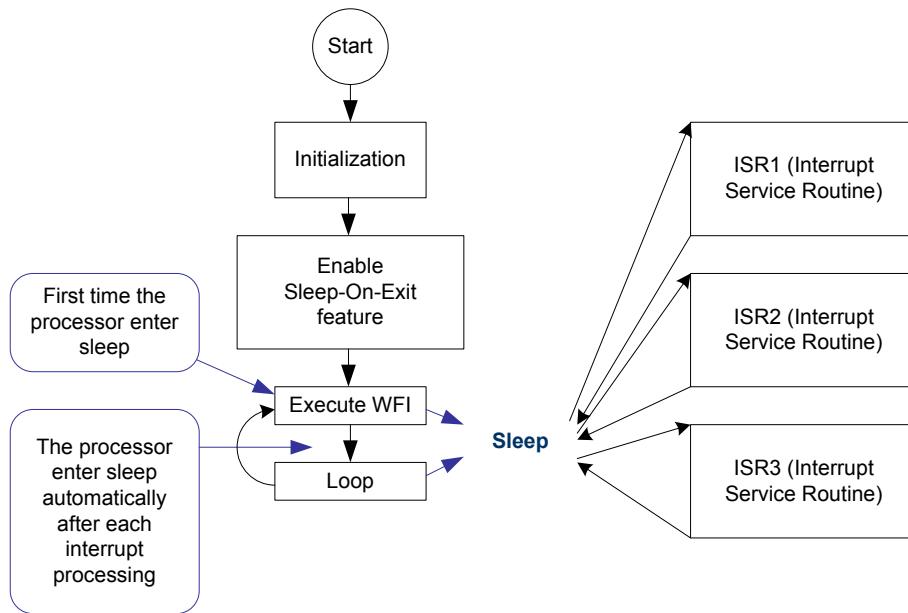 Start
Initialization
Enable
Sleep-On-Exit
feature
First time the
processor enter
sleep
Execute WFI
The processor
enter sleep
automatically
after each
interrupt
processing
Loop
Sleep
ISR1 (Interrupt
Service Routine)
ISR2 (Interrupt
Service Routine)
ISR3 (Interrupt
Service Routine)